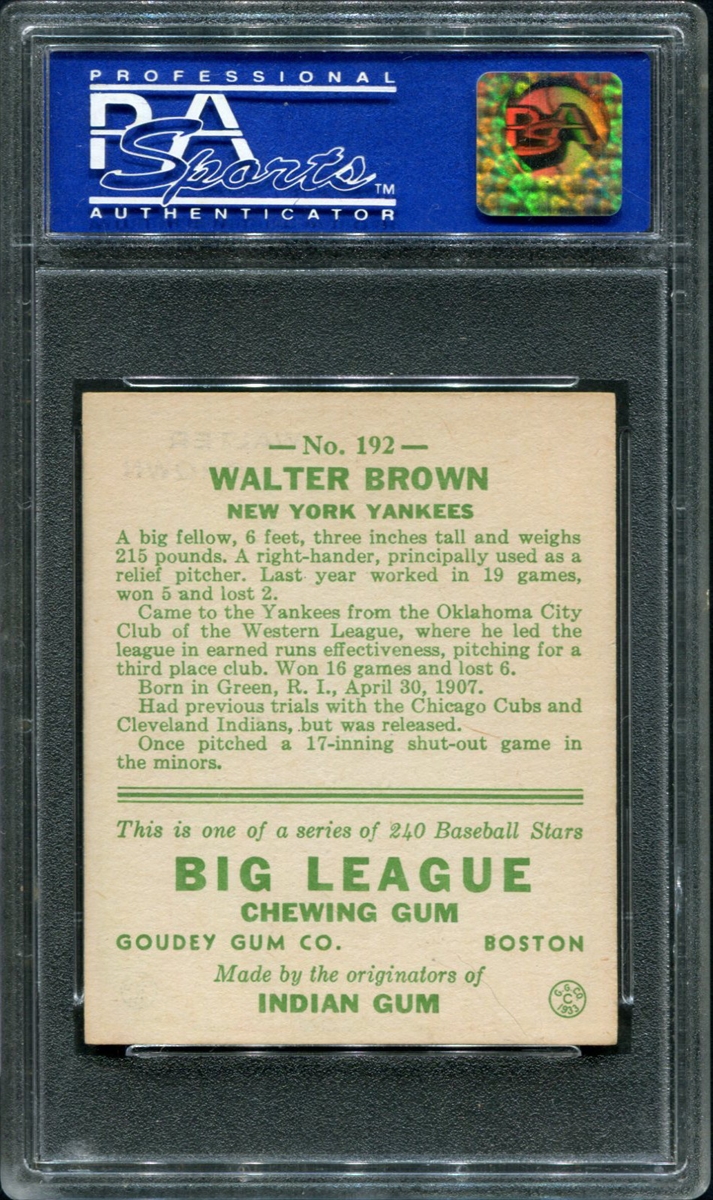 PROFESSIONAL
PSA
Sports™
AUTHENTICATOR
PSA
— No. 192 —
WALTER BROWN
NEW YORK YANKEES
A big fellow, 6 feet, three inches tall and weighs
215 pounds. A right-hander, principally used as a
relief pitcher. Last year worked in 19 games,
won 5 and lost 2.
Came to the Yankees from the Oklahoma City
Club of the Western League, where he led the
league in earned runs effectiveness, pitching for a
third place club. Won 16 games and lost 6.
Born in Green, R. I., April 30, 1907.
Had previous trials with the Chicago Cubs and
Cleveland Indians, but was released.
Once pitched a 17-inning shut-out game in
the minors.
This is one of a series of 240 Baseball Stars
BIG LEAGUE
CHEWING GUM
GOUDEY GUM CO. BOSTON
Made by the originators of
INDIAN GUM
G.G.CO.
C
1933